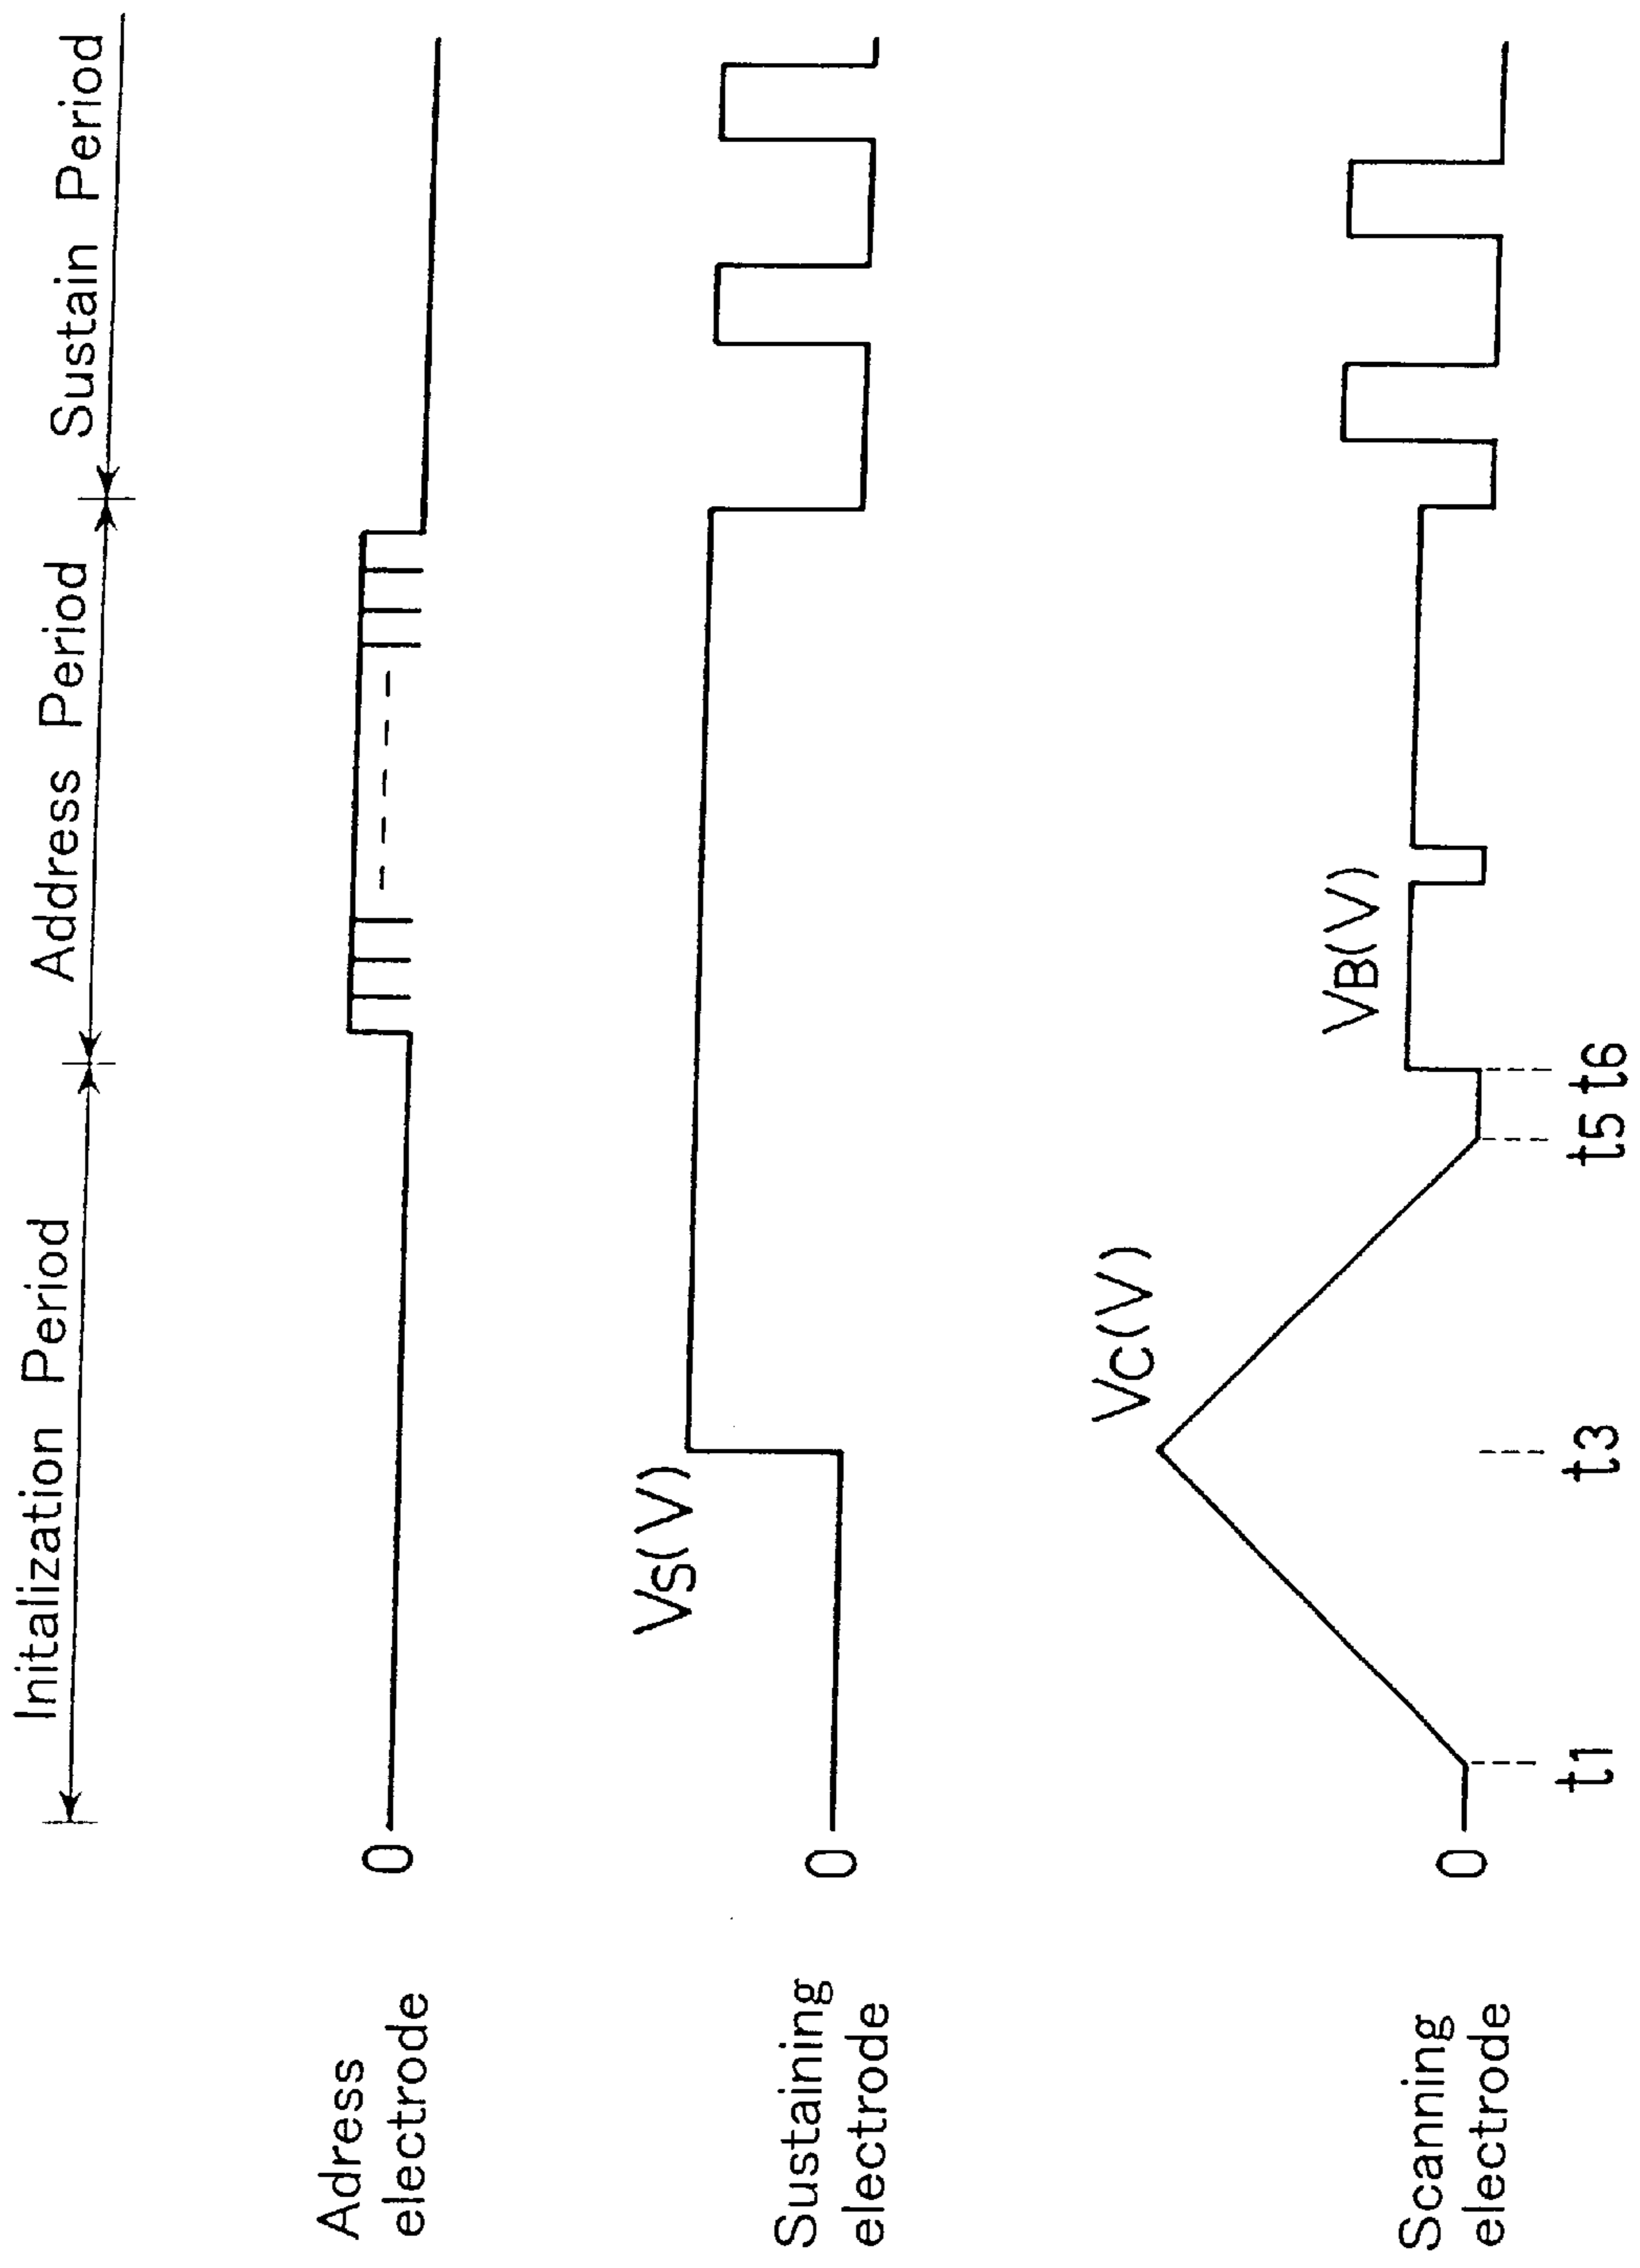 Initalization Period
Address Period
Sustain Period
Adress
electrode
0
Sustaining
electrode
0
VS(V)
Scanning
electrode
0
VC(V)
VB(V)
t1
t3
t5
t6